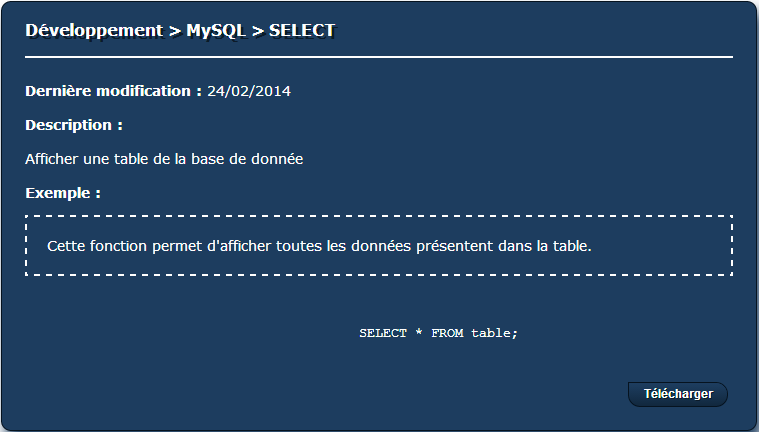 Développement > MySQL > SELECT
Dernière modification : 24/02/2014
Description :
Afficher une table de la base de donnée
Exemple :
Cette fonction permet d'afficher toutes les données présentent dans la table.
SELECT * FROM table;
Télécharger